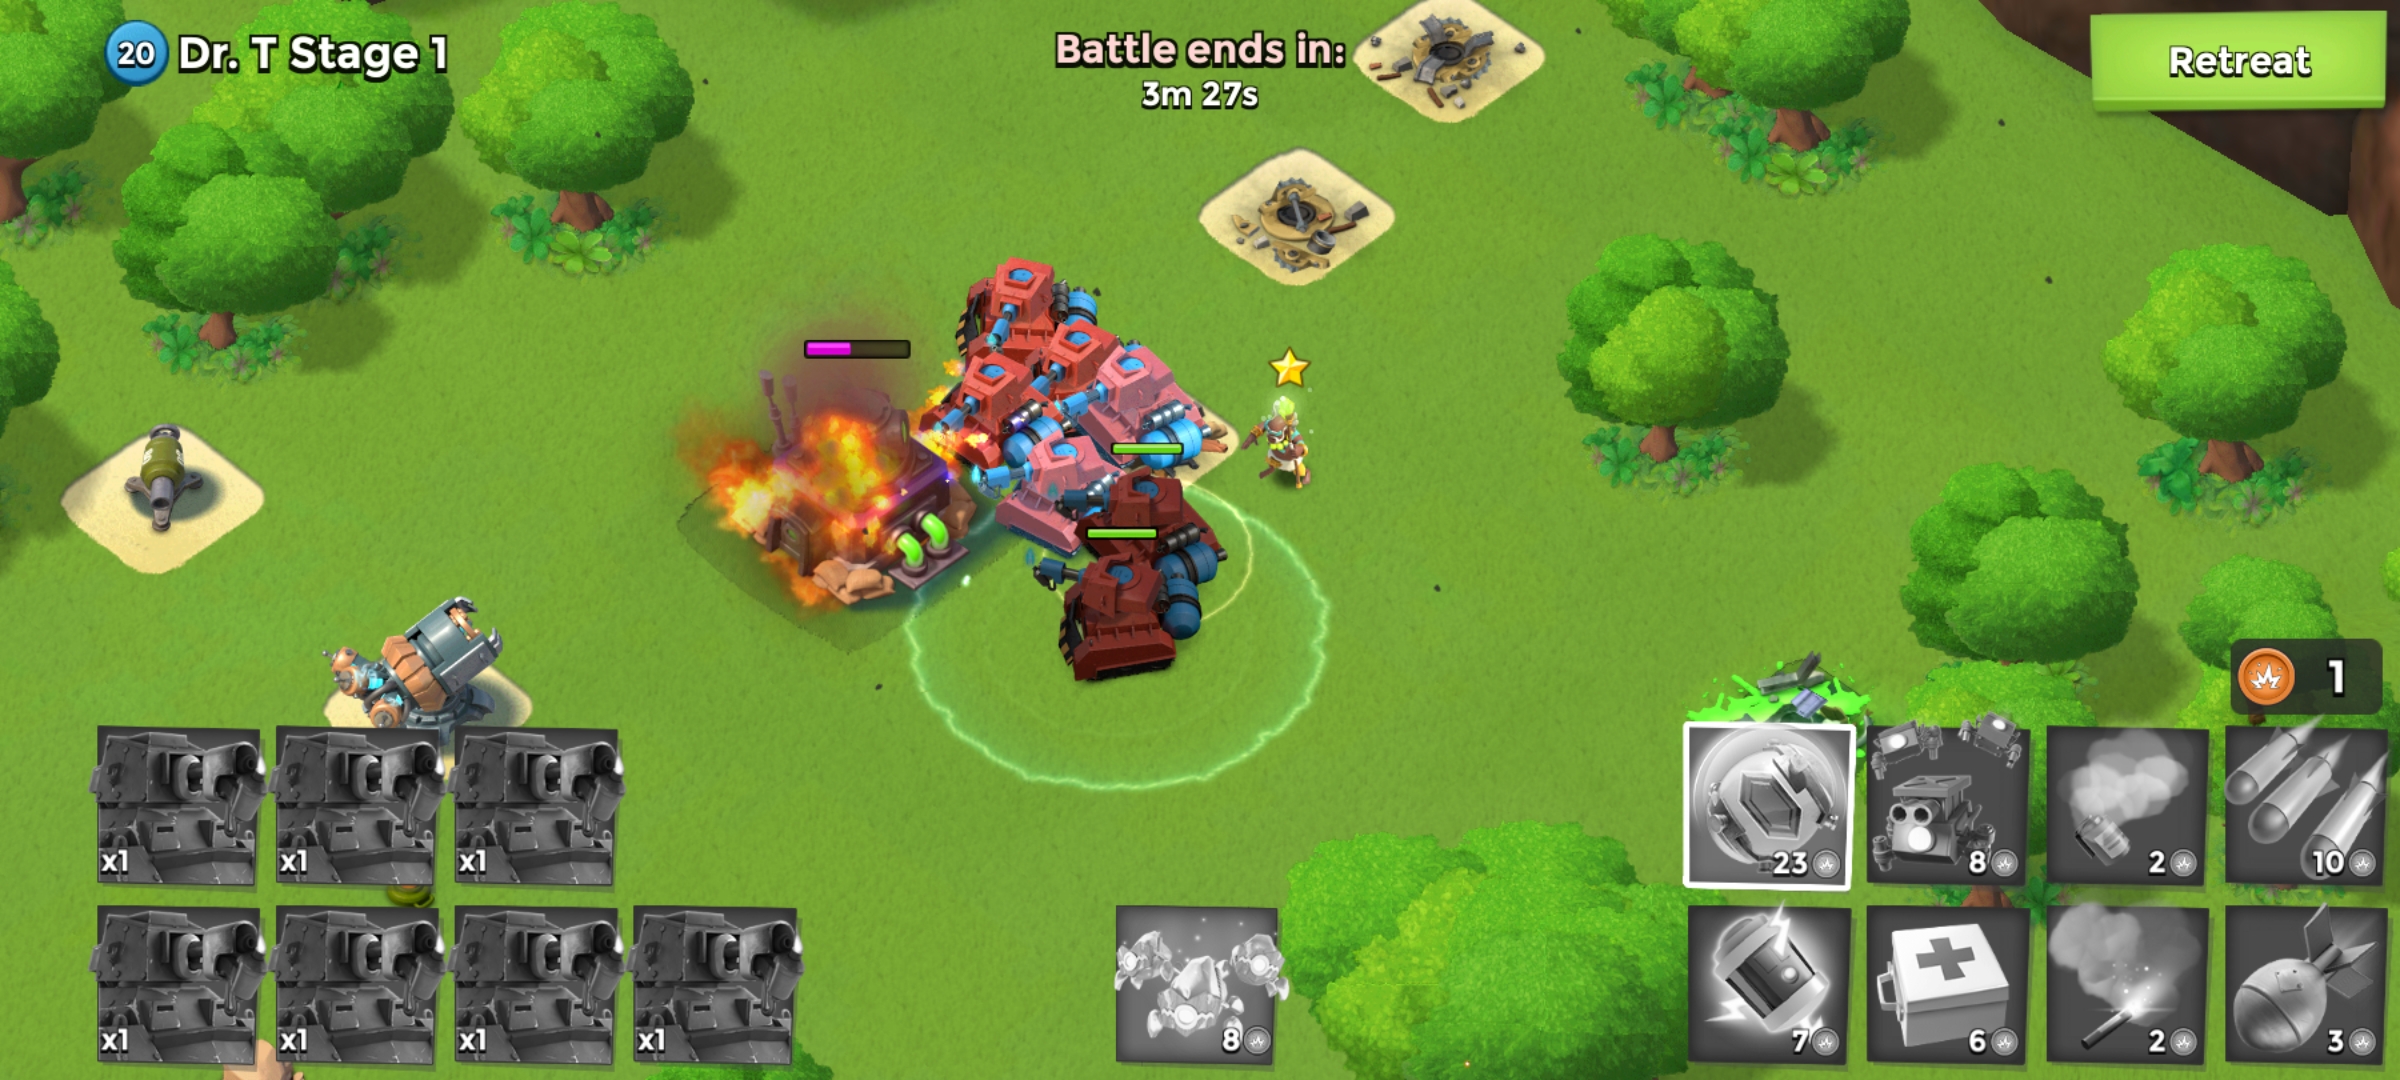 20 Dr. T Stage 1
Battle ends in:
3m 27s
Retreat
1
x1 x1 x1
23 8 2 10
x1 x1 x1 x1
8
7 6 2 3